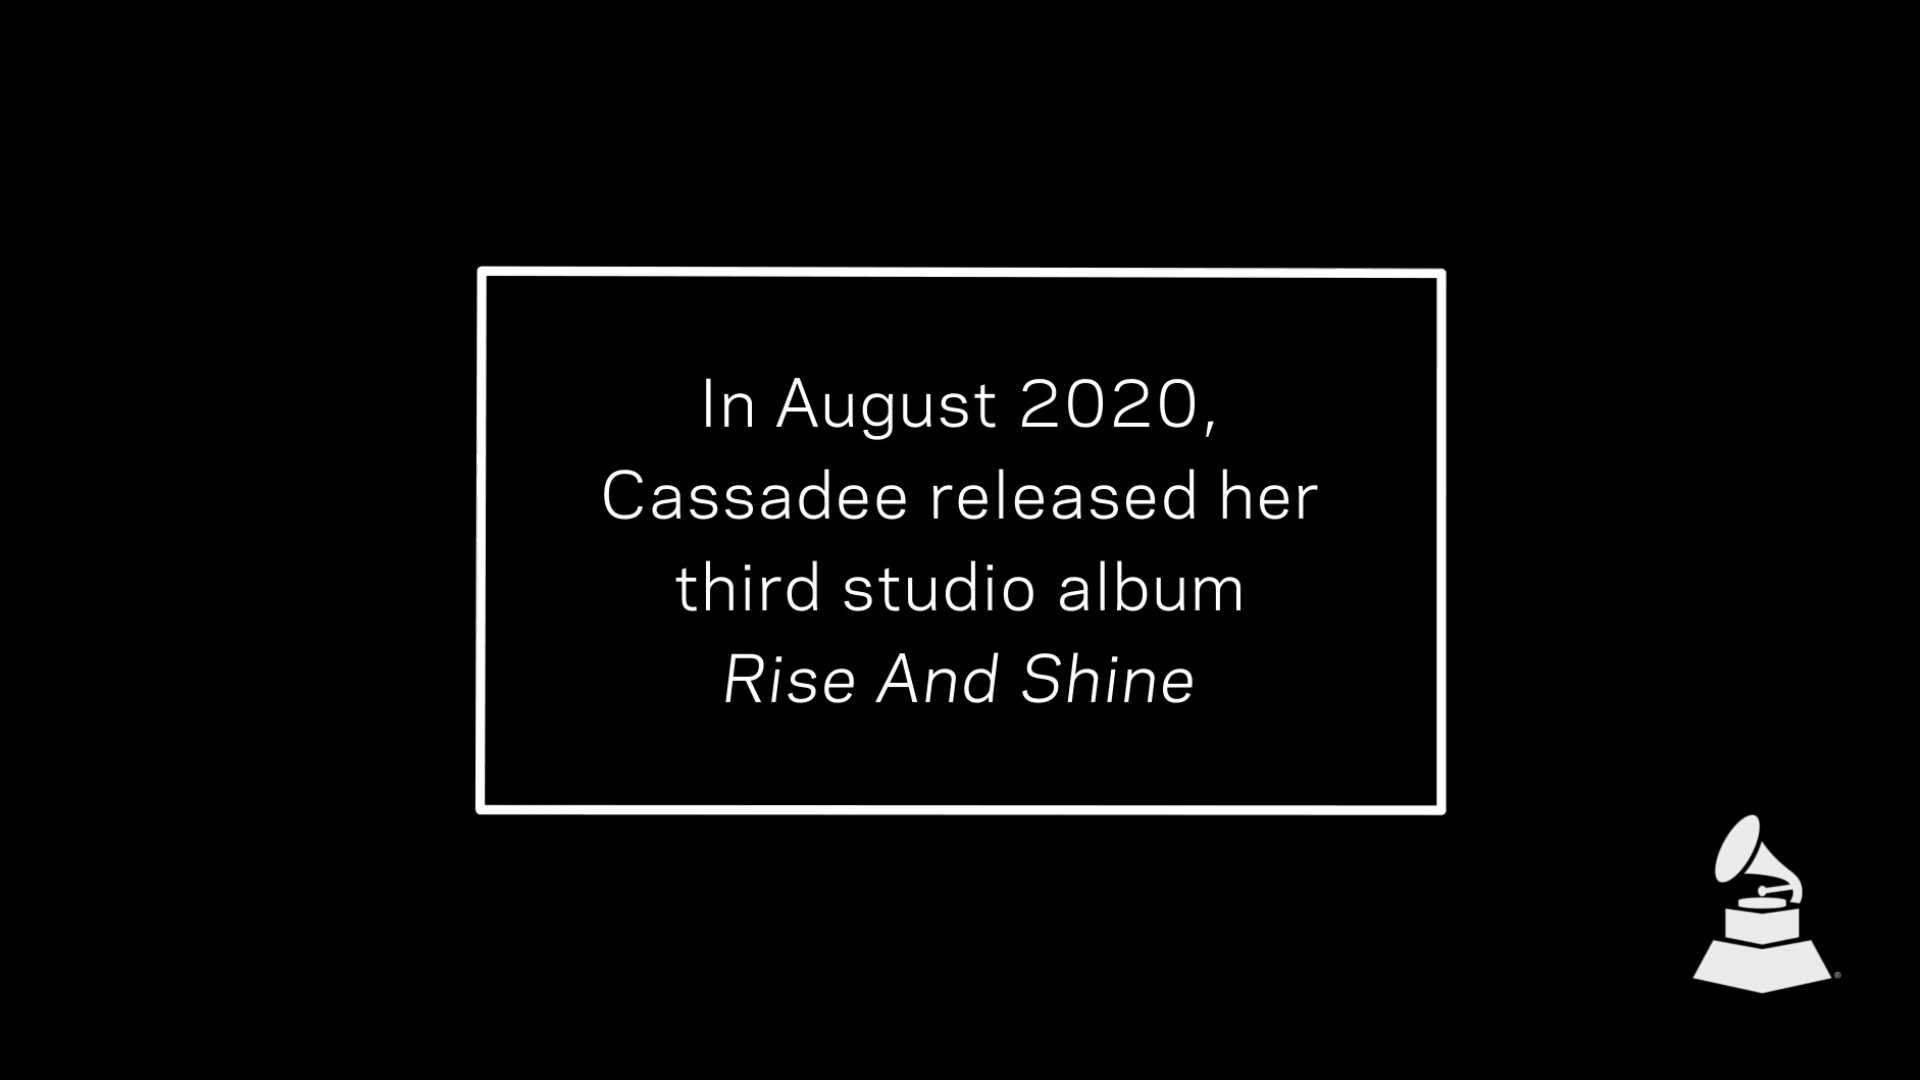 In August 2020,
Cassadee released her
third studio album
Rise And Shine